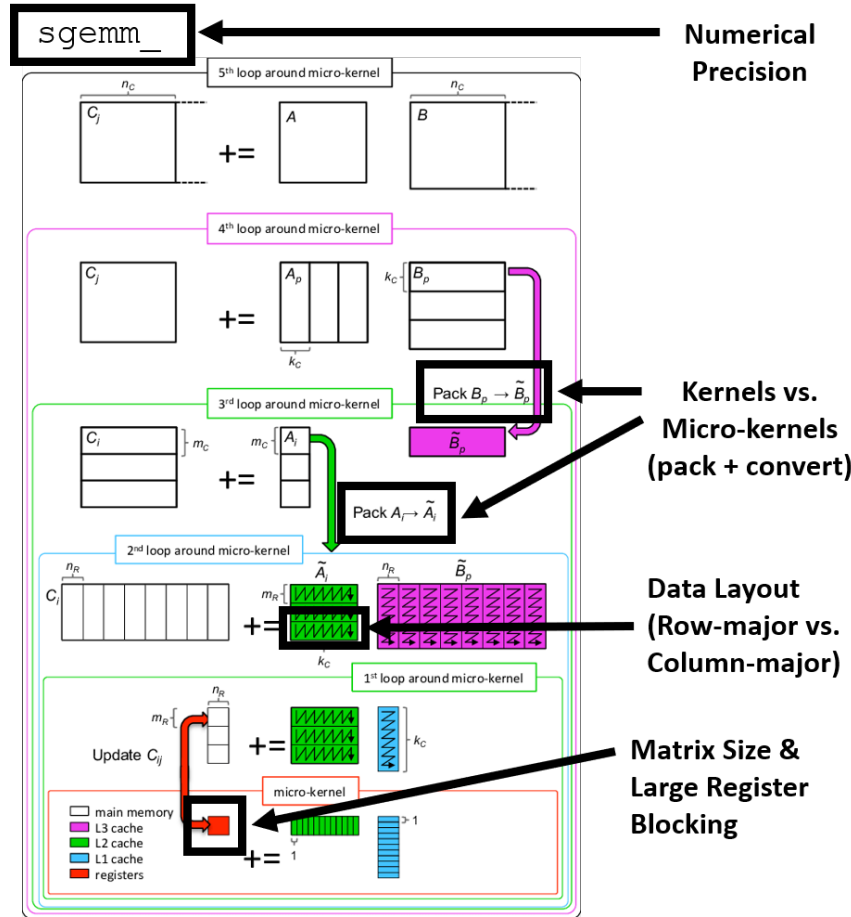 sgemm_
Numerical
Precision
5th loop around micro-kernel
nC
nC
Cj
A
B
+=
4th loop around micro-kernel
Cj
Ap
Bp
kC
+=
kC
Pack Bp → B̃p
Kernels vs.
Micro-kernels
(pack + convert)
3rd loop around micro-kernel
Ci
mC
mC
Ai
B̃p
+=
Pack Ai → Ãi
2nd loop around micro-kernel
nR
Ãi
nR
B̃p
Ci
mR
+=
kC
Data Layout
(Row-major vs.
Column-major)
1st loop around micro-kernel
nR
mR
+=
kC
Update Cij
Matrix Size &
Large Register
Blocking
micro-kernel
main memory
L3 cache
L2 cache
L1 cache
registers
+=
1
1